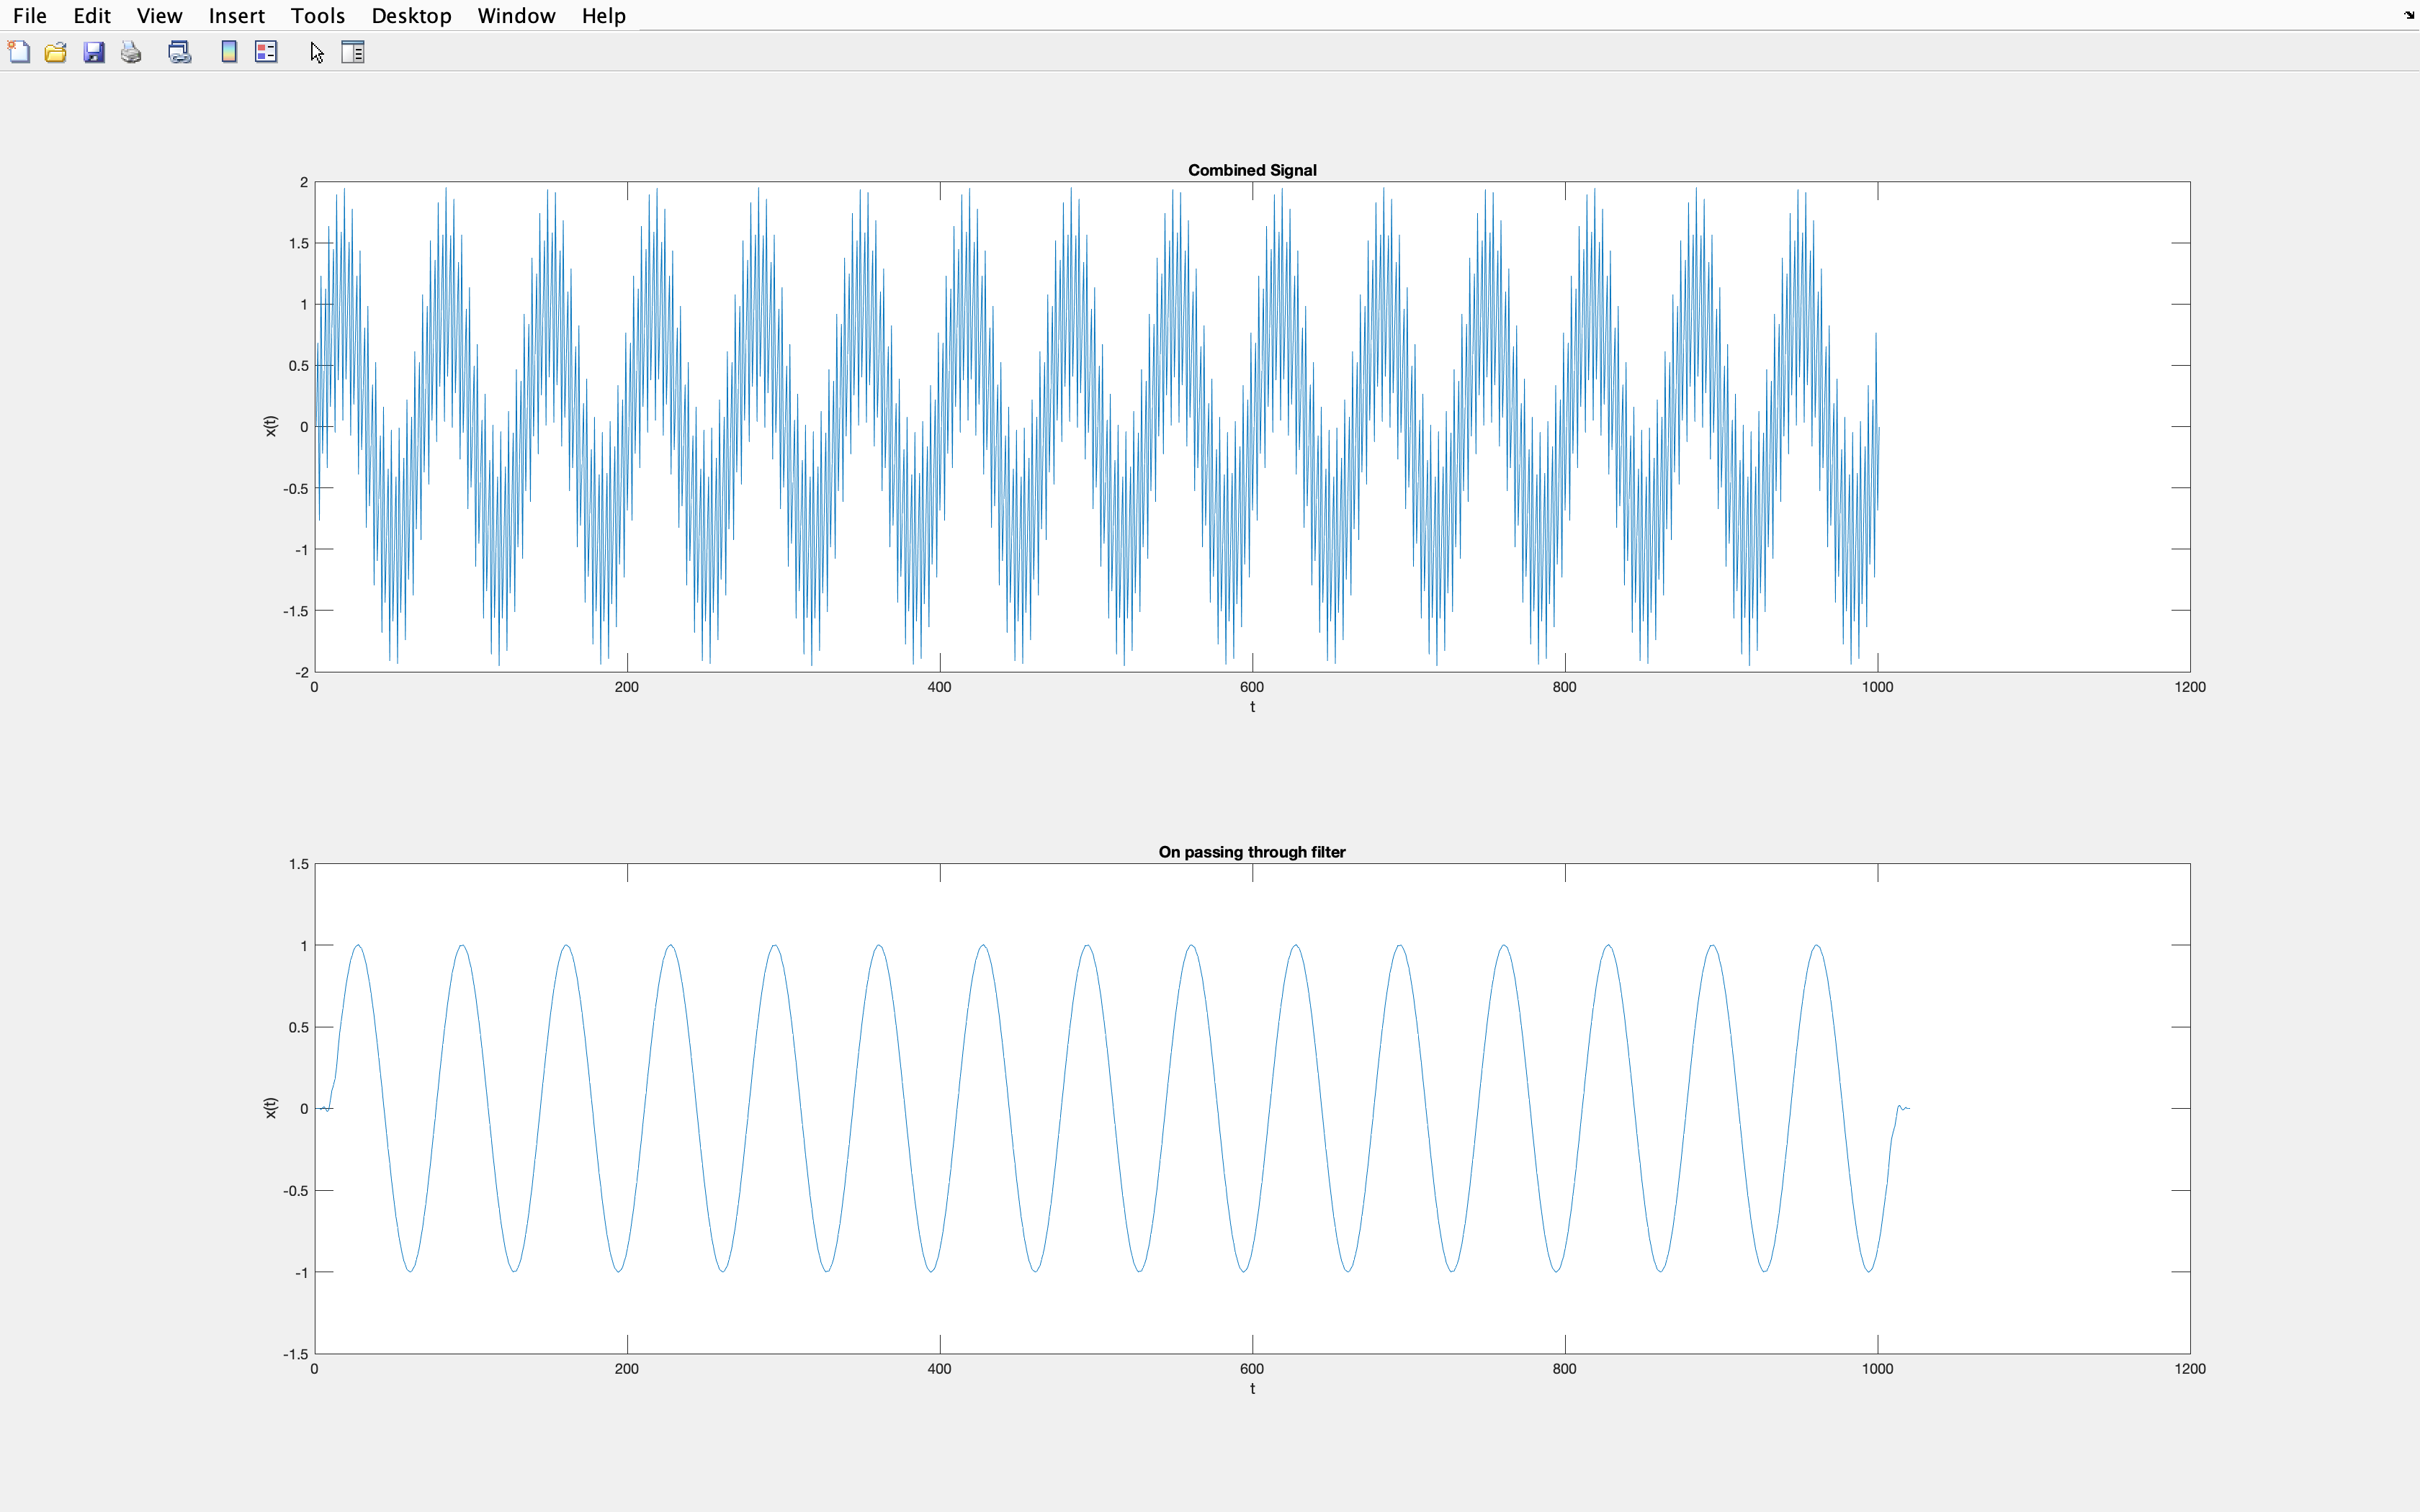 File Edit View Insert Tools Desktop Window Help
Combined Signal
2
1.5
1
0.5
0
-0.5
-1
-1.5
-2
x(t)
0 200 400 600 800 1000 1200
t
On passing through filter
1.5
1
0.5
0
-0.5
-1
-1.5
x(t)
0 200 400 600 800 1000 1200
t